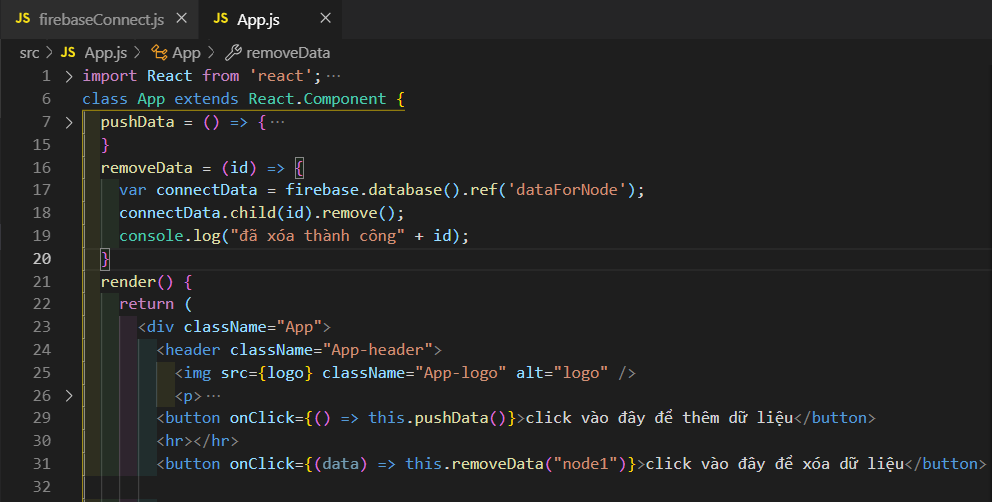 JS firebaseConnect.js × JS App.js ×
src > JS App.js > App > removeData
1 > import React from 'react'; ...
6 class App extends React.Component {
7 > pushData = () => { ...
15 }
16 removeData = (id) => {
17 var connectData = firebase.database().ref('dataForNode');
18 connectData.child(id).remove();
19 console.log("đã xóa thành công" + id);
20 }
21 render() {
22 return (
23 <div className="App">
24 <header className="App-header">
25 <img src={logo} className="App-logo" alt="logo" />
26 > <p> ...
29 <button onClick={() => this.pushData()}>click vào đây để thêm dữ liệu</button>
30 <hr></hr>
31 <button onClick={(data) => this.removeData("node1")}>click vào đây để xóa dữ liệu</button>
32